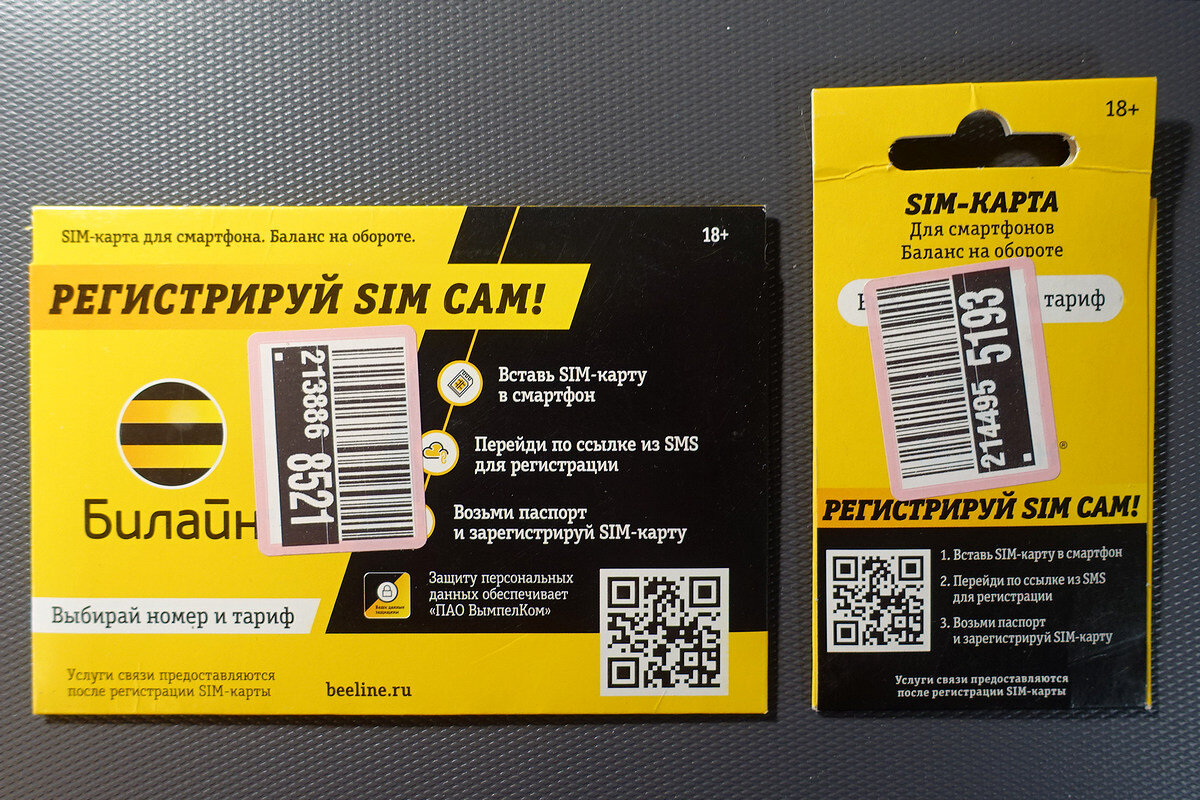 SIM-карта для смартфона. Баланс на обороте.
18+
РЕГИСТРИРУЙ SIM САМ!
Билайн
213886 8521
Вставь SIM-карту
в смартфон
Перейди по ссылке из SMS
для регистрации
Возьми паспорт
и зарегистрируй SIM-карту
Защиту персональных
данных обеспечивает
«ПАО ВымпелКом»
Ваши данные
защищены
Выбирай номер и тариф
Услуги связи предоставляются
после регистрации SIM-карты
beeline.ru
18+
SIM-КАРТА
Для смартфонов
Баланс на обороте
тариф
214495 5193
®
РЕГИСТРИРУЙ SIM САМ!
1. Вставь SIM-карту в смартфон
2. Перейди по ссылке из SMS
для регистрации
3. Возьми паспорт
и зарегистрируй SIM-карту
Услуги связи предоставляются
после регистрации SIM-карты